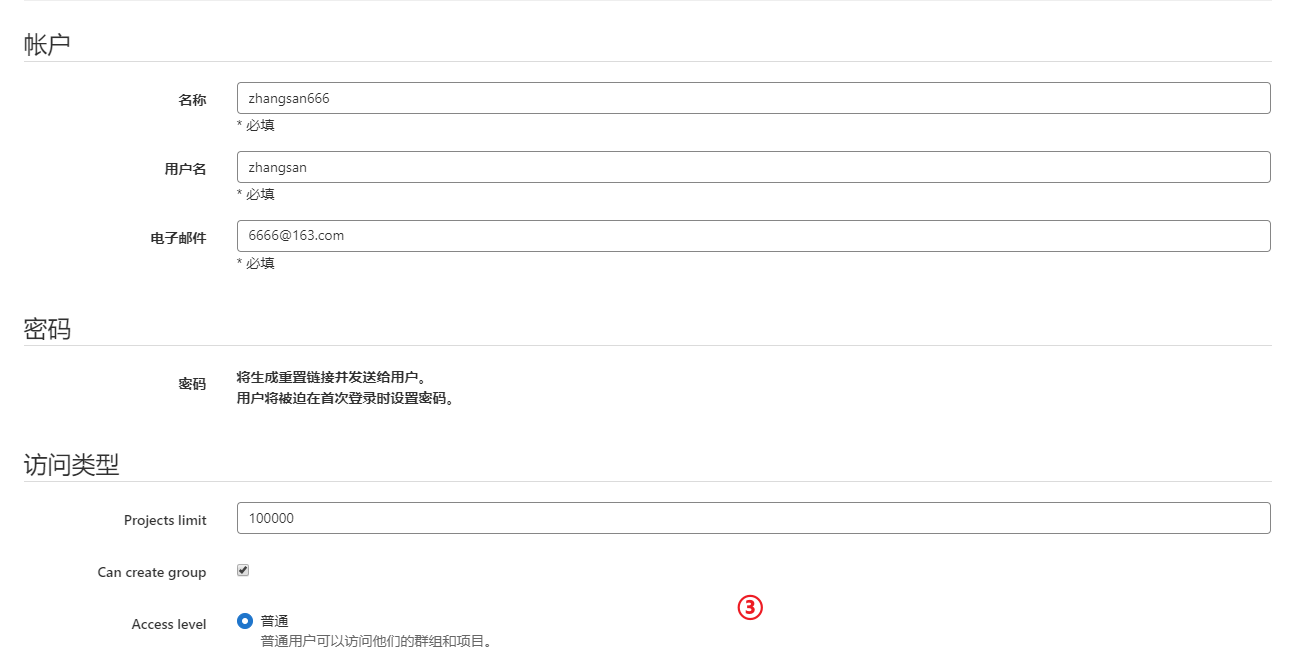 帐户
名称
zhangsan666
* 必填
用户名
zhangsan
* 必填
电子邮件
6666@163.com
* 必填
密码
密码
将生成重置链接并发送给用户。
用户将被迫在首次登录时设置密码。
访问类型
Projects limit
100000
Can create group
③
Access level
普通
普通用户可以访问他们的群组和项目。